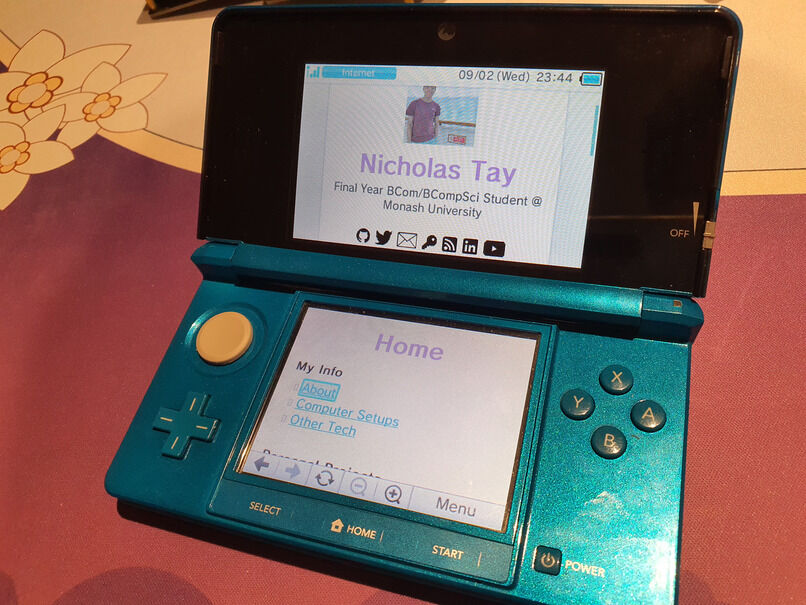 Internet 09/02 (Wed) 23:44
Nicholas Tay
Final Year BCom/BCompSci Student @
Monash University
OFF
Home
My Info
About
Computer Setups
Other Tech
Personal Projects
Menu
SELECT
HOME
START
X
Y
A
B
POWER